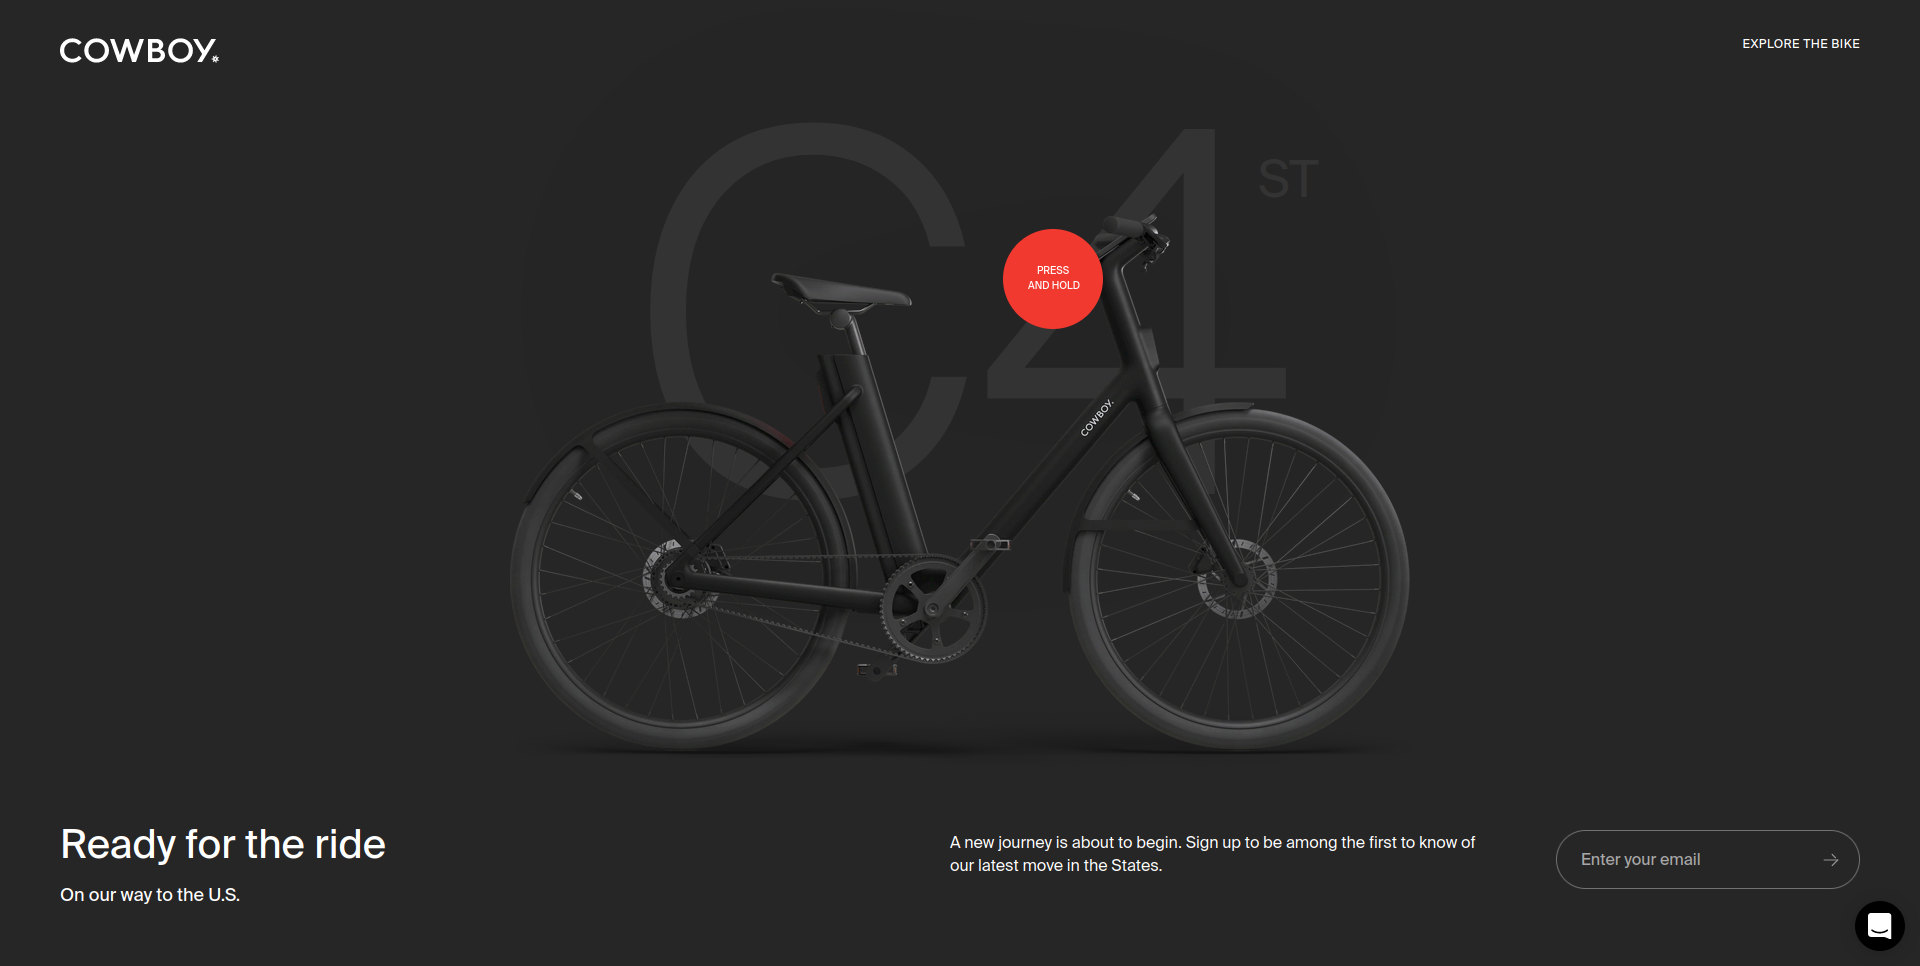 COWBOY.
EXPLORE THE BIKE
C4 ST
PRESS
AND HOLD
COWBOY.
Ready for the ride
On our way to the U.S.
A new journey is about to begin. Sign up to be among the first to know of
our latest move in the States.
Enter your email